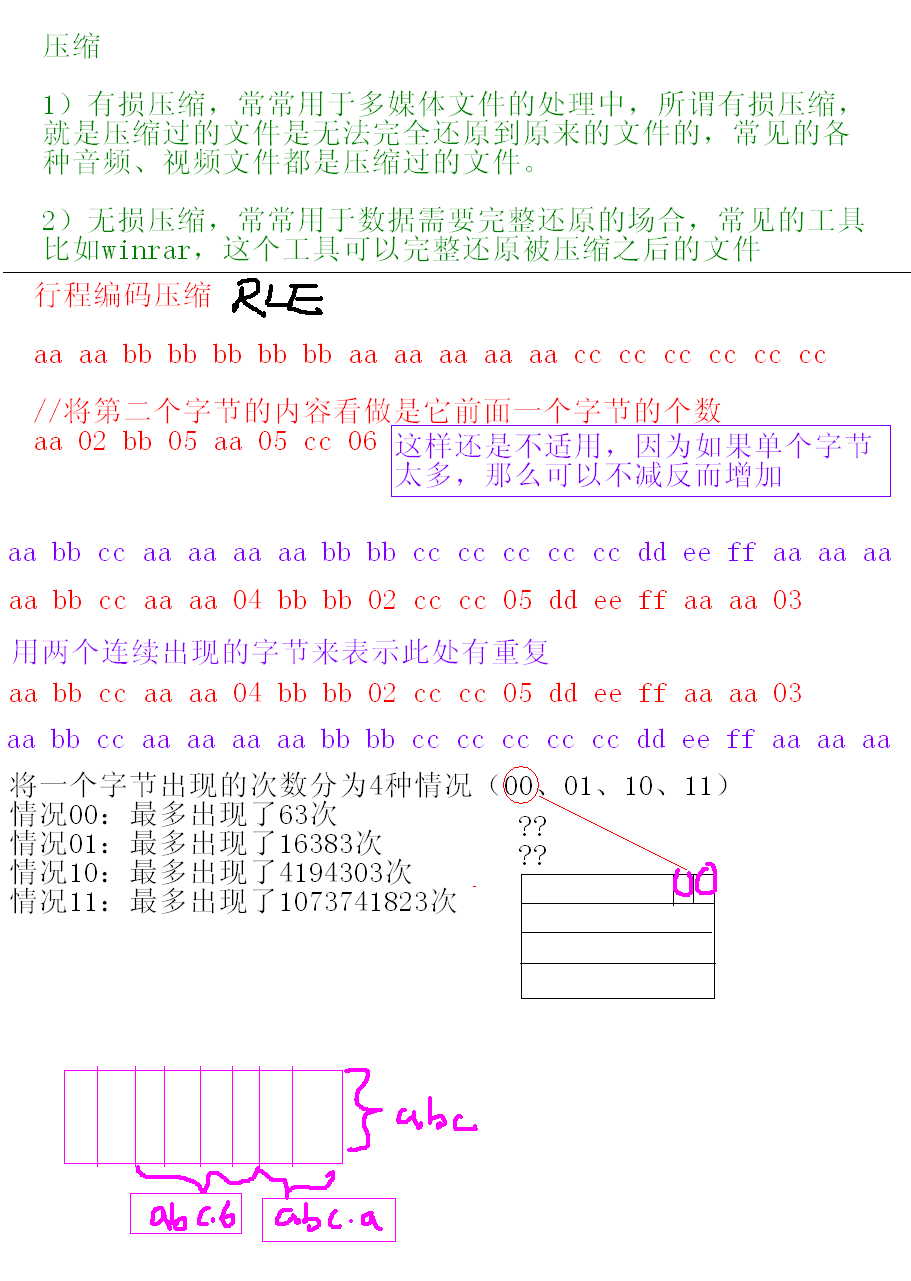 压缩
1）有损压缩，常常用于多媒体文件的处理中，所谓有损压缩，
就是压缩过的文件是无法完全还原到原来的文件的，常见的各
种音频、视频文件都是压缩过的文件。
2）无损压缩，常常用于数据需要完整还原的场合，常见的工具
比如winrar，这个工具可以完整还原被压缩之后的文件
行程编码压缩 RLE
aa aa bb bb bb bb bb aa aa aa aa aa cc cc cc cc cc cc
//将第二个字节的内容看做是它前面一个字节的个数
aa 02 bb 05 aa 05 cc 06
这样还是不适用，因为如果单个字节
太多，那么可以不减反而增加
aa bb cc aa aa aa aa bb bb cc cc cc cc cc dd ee ff aa aa aa
aa bb cc aa aa 04 bb bb 02 cc cc 05 dd ee ff aa aa 03
用两个连续出现的字节来表示此处有重复
aa bb cc aa aa 04 bb bb 02 cc cc 05 dd ee ff aa aa 03
aa bb cc aa aa aa aa bb bb cc cc cc cc cc dd ee ff aa aa aa
将一个字节出现的次数分为4种情况（00、01、10、11）
情况00：最多出现了63次
情况01：最多出现了16383次
情况10：最多出现了4194303次
情况11：最多出现了1073741823次
??
??
00
abc
abc.b
abc.a